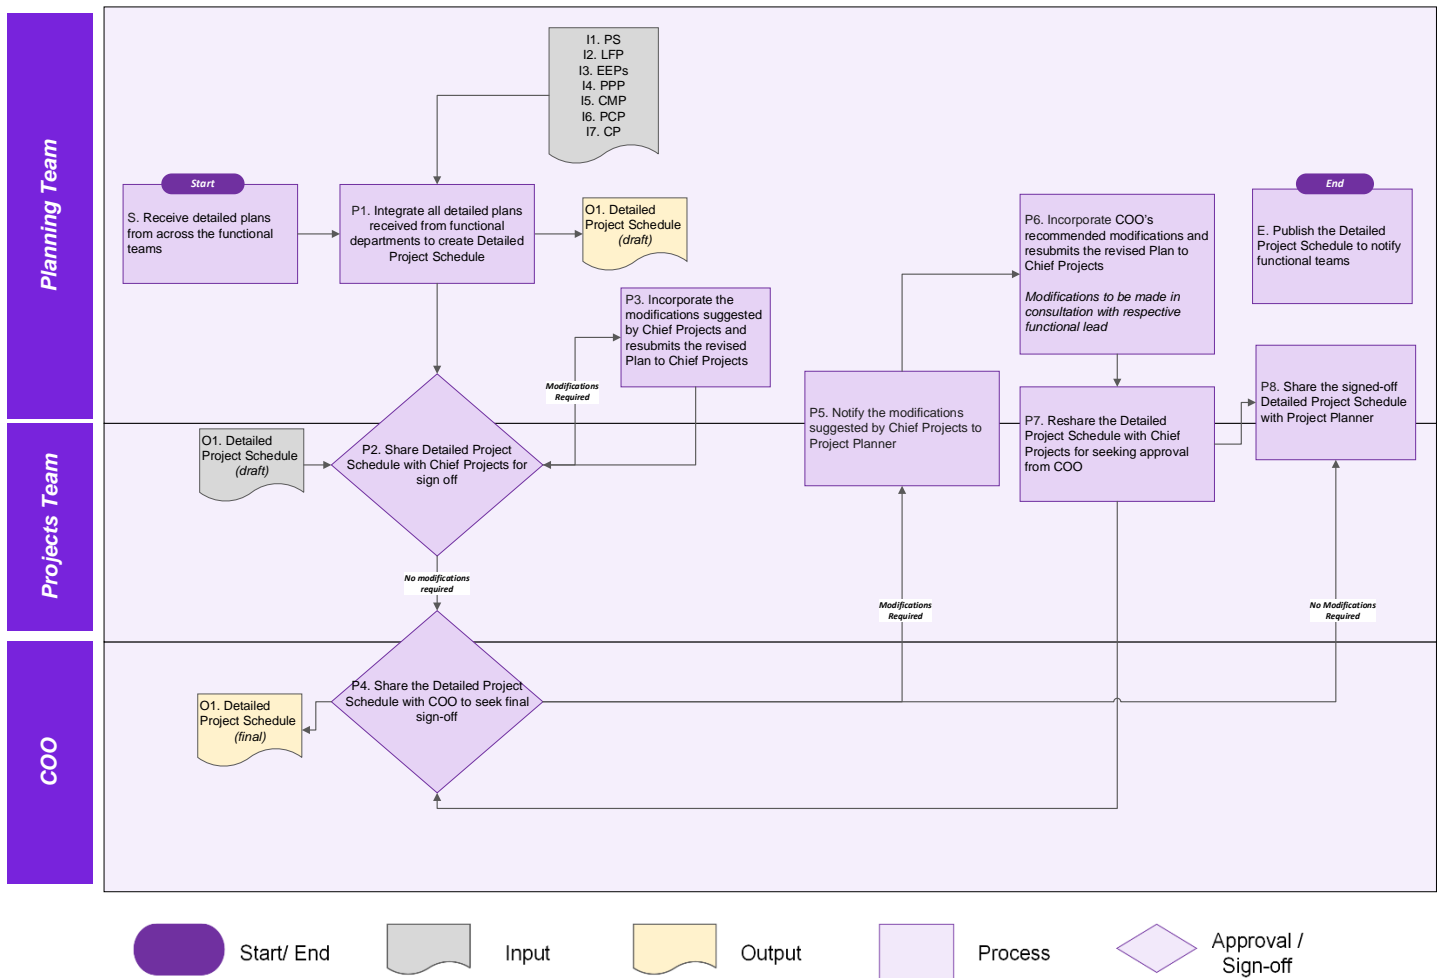 Planning Team
Projects Team
COO
I1. PS
I2. LFP
I3. EEPs
I4. PPP
I5. CMP
I6. PCP
I7. CP
Start
S. Receive detailed plans
from across the functional
teams
P1. Integrate all detailed plans
received from functional
departments to create Detailed
Project Schedule
O1. Detailed
Project Schedule
(draft)
P3. Incorporate the
modifications suggested
by Chief Projects and
resubmits the revised
Plan to Chief Projects
Modifications
Required
P6. Incorporate COO's
recommended modifications and
resubmits the revised Plan to
Chief Projects
Modifications to be made in
consultation with respective
functional lead
End
E. Publish the Detailed
Project Schedule to notify
functional teams
P5. Notify the modifications
suggested by Chief Projects to
Project Planner
P7. Reshare the Detailed
Project Schedule with Chief
Projects for seeking approval
from COO
P8. Share the signed-off
Detailed Project Schedule
with Project Planner
O1. Detailed
Project Schedule
(draft)
P2. Share Detailed Project
Schedule with Chief Projects for
sign off
No modifications
required
Modifications
Required
No Modifications
Required
P4. Share the Detailed Project
Schedule with COO to seek final
sign-off
O1. Detailed
Project Schedule
(final)
Start/ End
Input
Output
Process
Approval /
Sign-off